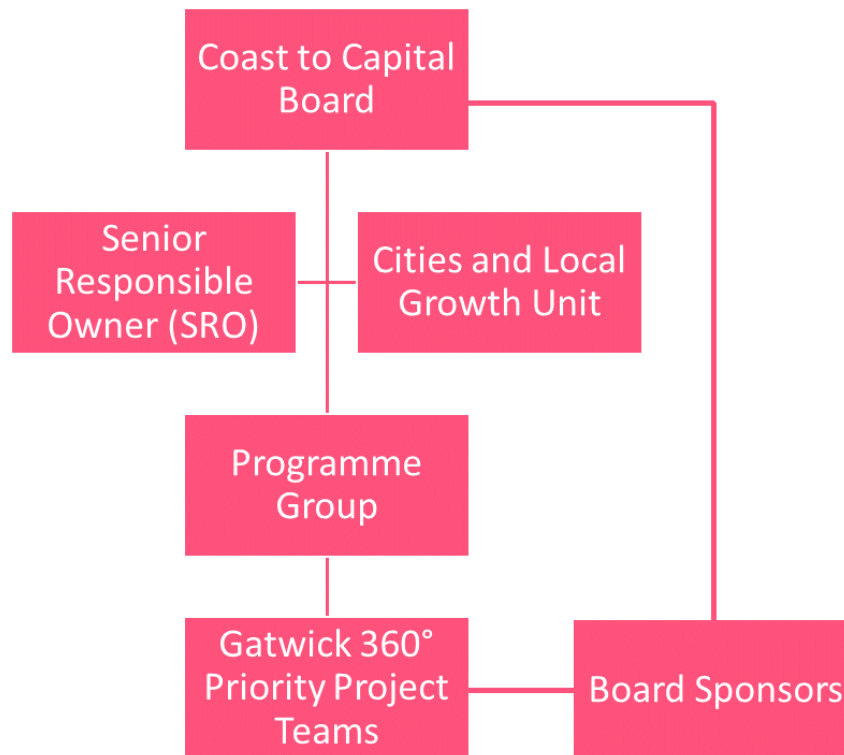 Coast to Capital
Board
Senior
Responsible
Owner (SRO)
Cities and Local
Growth Unit
Programme
Group
Gatwick 360°
Priority Project
Teams
Board Sponsors